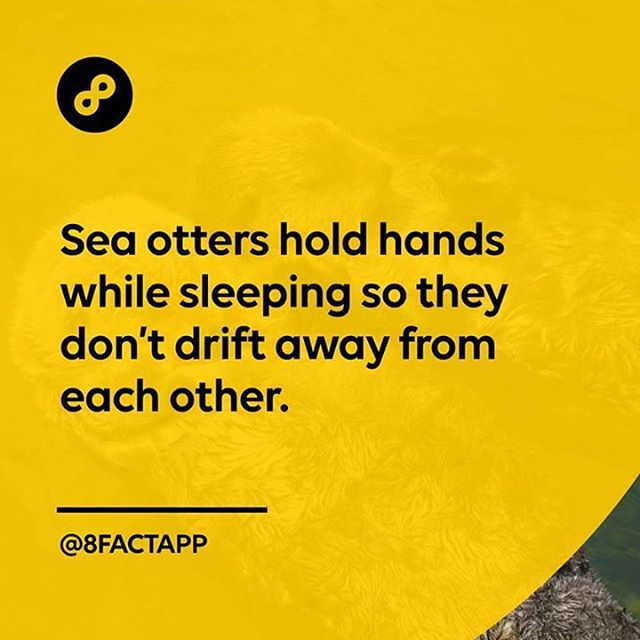 Sea otters hold hands
while sleeping so they
don't drift away from
each other.
@8FACTAPP